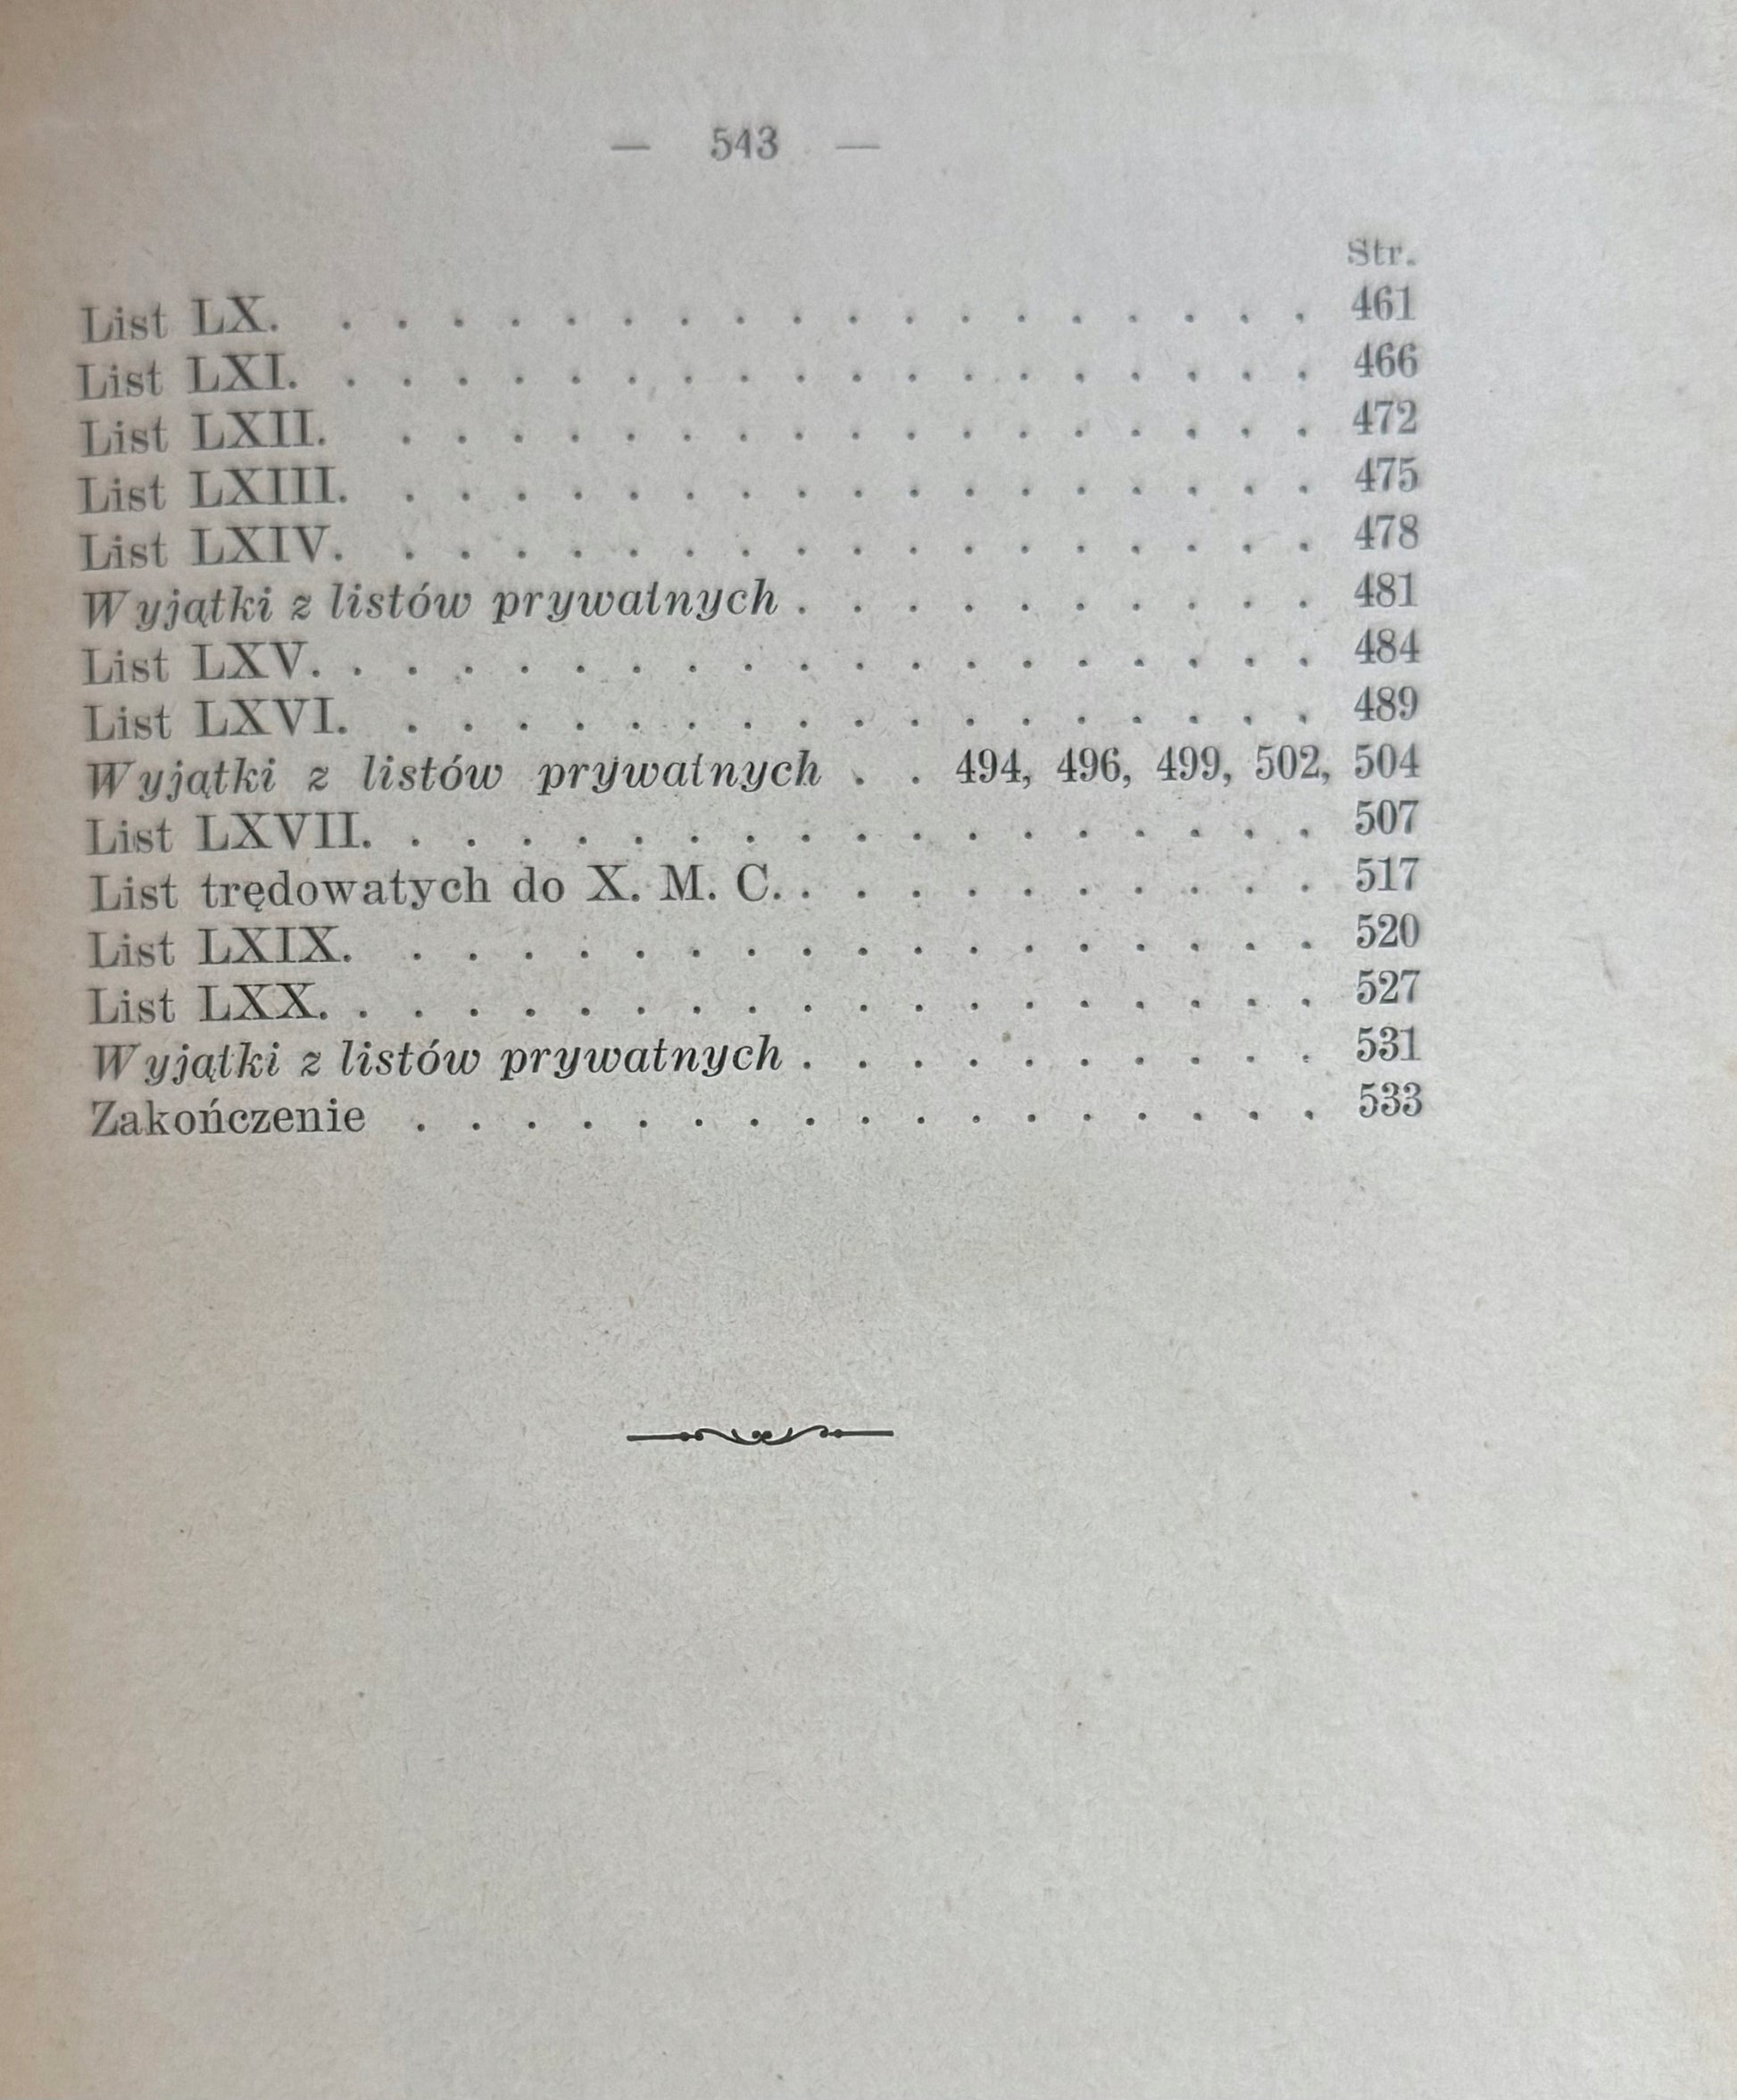 — 543 —
Str.
List LX. . . . . . . . . . . . . . . . . . . 461
List LXI. . . . . . . . . . . . . . . . . . . 466
List LXII. . . . . . . . . . . . . . . . . . 472
List LXIII. . . . . . . . . . . . . . . . . . 475
List LXIV. . . . . . . . . . . . . . . . . . 478
Wyjątki z listów prywatnych . . . . . . . . . . 481
List LXV. . . . . . . . . . . . . . . . . . . 484
List LXVI. . . . . . . . . . . . . . . . . . 489
Wyjątki z listów prywatnych . . 494, 496, 499, 502, 504
List LXVII. . . . . . . . . . . . . . . . . . 507
List trędowatych do X. M. C. . . . . . . . . . . 517
List LXIX. . . . . . . . . . . . . . . . . . 520
List LXX. . . . . . . . . . . . . . . . . . . 527
Wyjątki z listów prywatnych . . . . . . . . . . 531
Zakończenie . . . . . . . . . . . . . . . . . 533